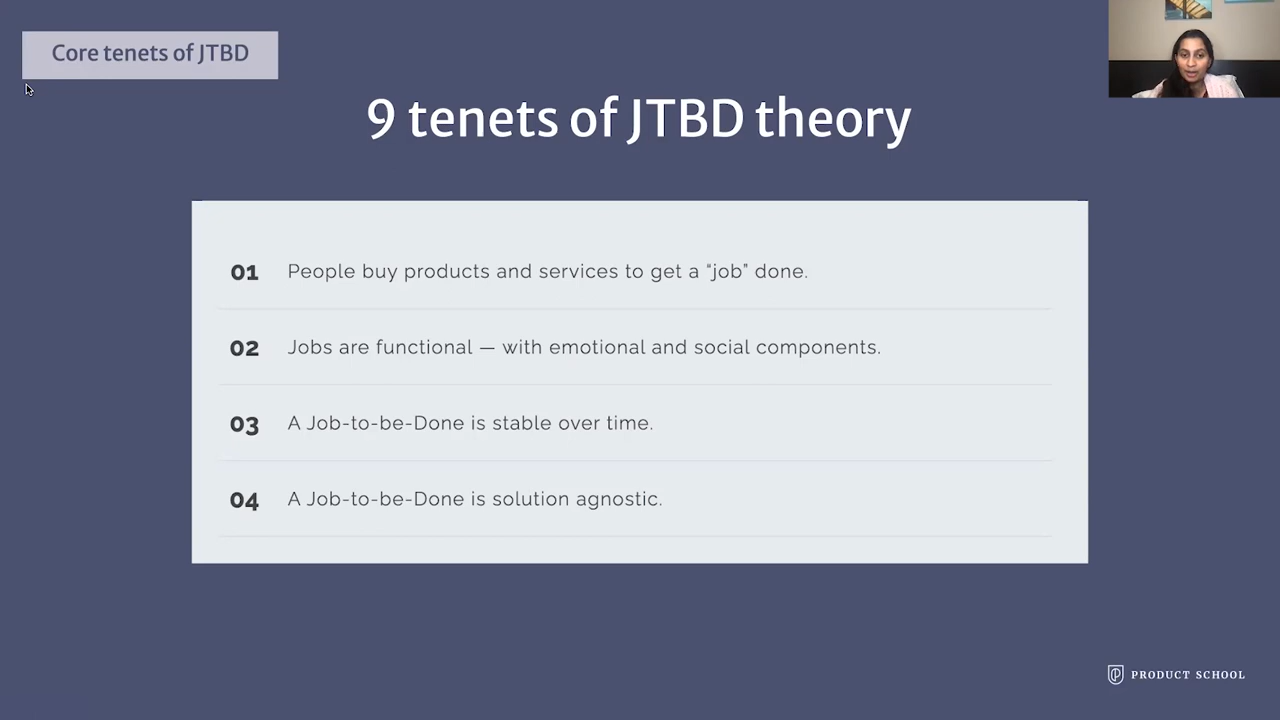 Core tenets of JTBD
9 tenets of JTBD theory
01 People buy products and services to get a “job” done.
02 Jobs are functional — with emotional and social components.
03 A Job-to-be-Done is stable over time.
04 A Job-to-be-Done is solution agnostic.
PRODUCT SCHOOL